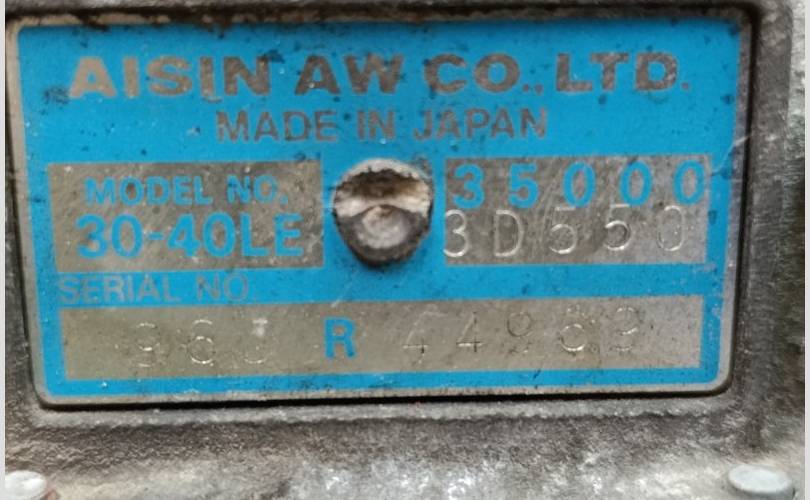 AISIN AW CO., LTD.
MADE IN JAPAN
MODEL NO. 35000
30-40LE 3D550
SERIAL NO.
R